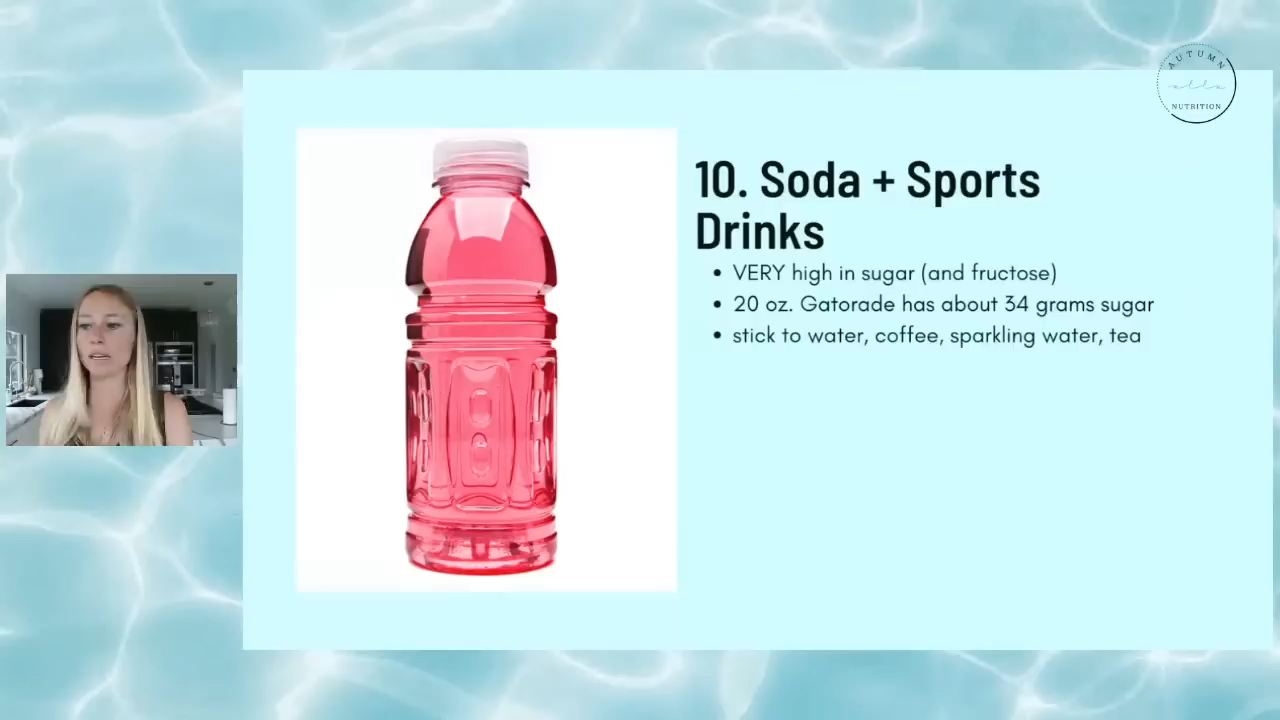 AUTUMN
elle
NUTRITION
10. Soda + Sports
Drinks
• VERY high in sugar (and fructose)
• 20 oz. Gatorade has about 34 grams sugar
• stick to water, coffee, sparkling water, tea